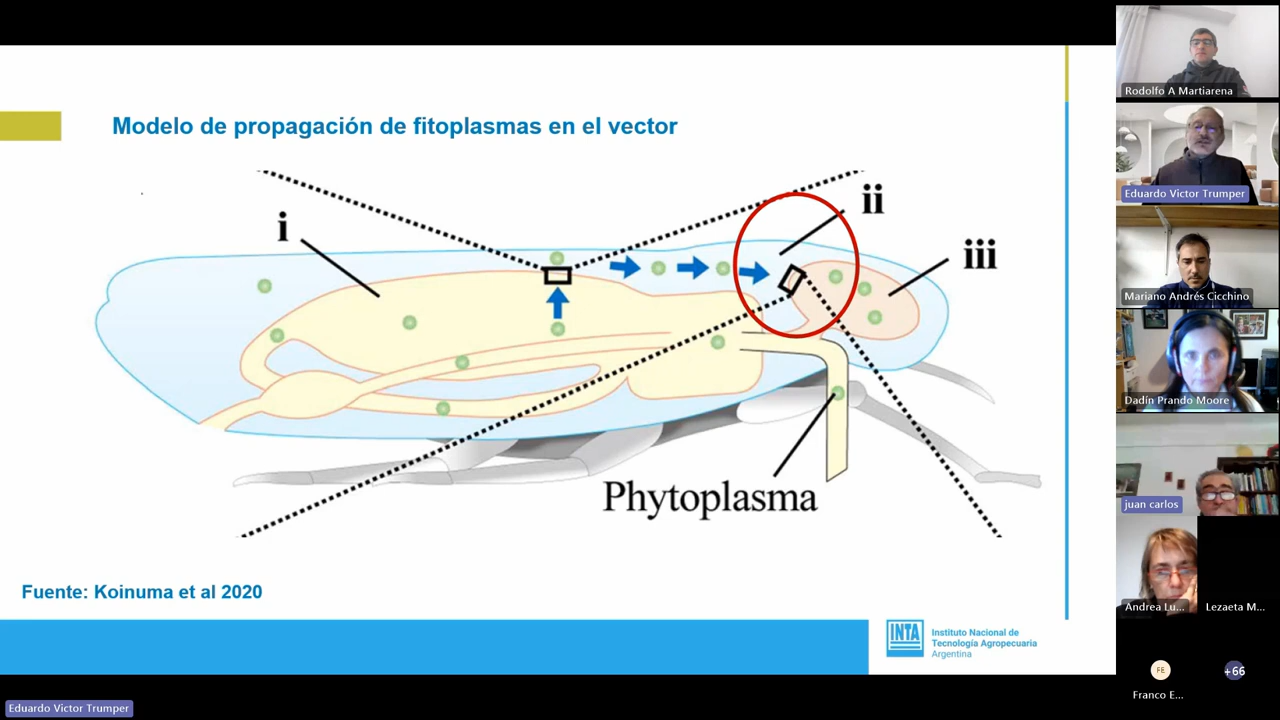 Modelo de propagación de fitoplasmas en el vector
i
ii
iii
Phytoplasma
Fuente: Koinuma et al 2020
INTA
Instituto Nacional de
Tecnología Agropecuaria
Argentina
Eduardo Victor Trumper
Rodolfo A Martiarena
Eduardo Victor Trumper
Mariano Andrés Cicchino
Dadín Prando Moore
juan carlos
Andrea Lu...
Lezaeta M...
FE
+66
Franco E...